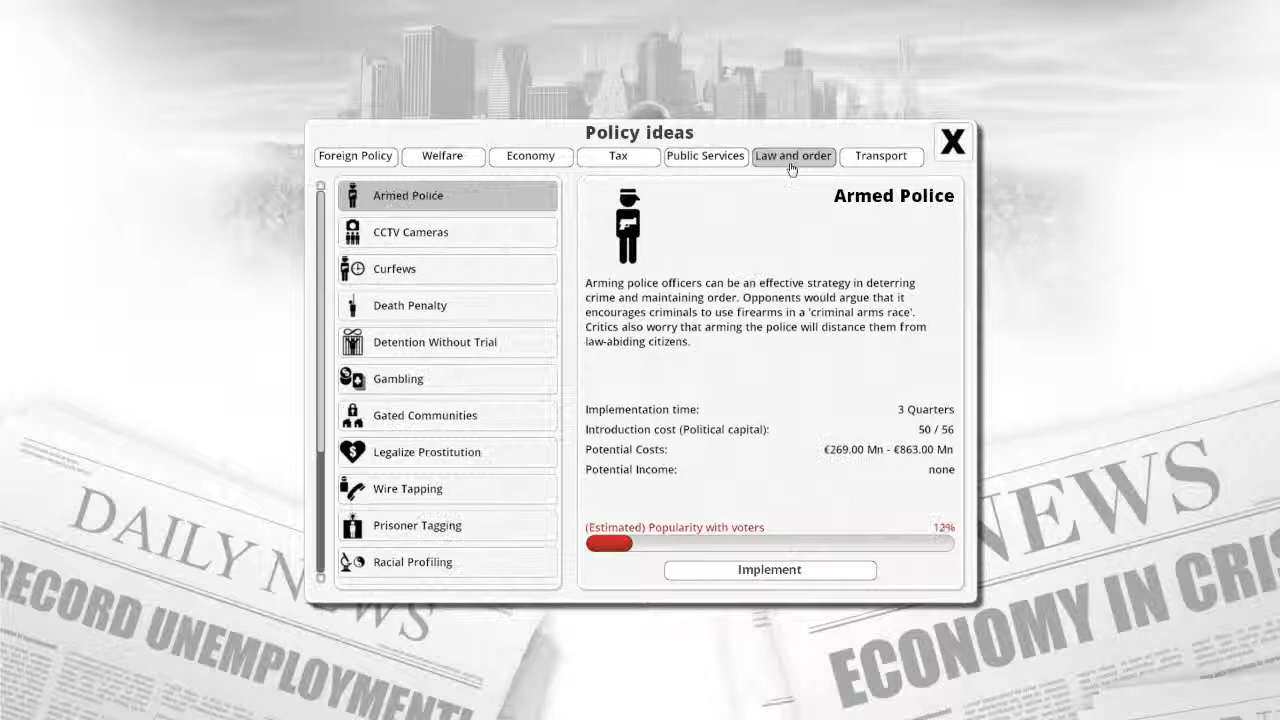 Policy ideas
X
Foreign Policy
Welfare
Economy
Tax
Public Services
Law and order
Transport
Armed Police
CCTV Cameras
Curfews
Death Penalty
Detention Without Trial
Gambling
Gated Communities
Legalize Prostitution
Wire Tapping
Prisoner Tagging
Racial Profiling
Armed Police
Arming police officers can be an effective strategy in deterring
crime and maintaining order. Opponents would argue that it
encourages criminals to use firearms in a 'criminal arms race'.
Critics also worry that arming the police will distance them from
law-abiding citizens.
Implementation time: 3 Quarters
Introduction cost (Political capital): 50 / 56
Potential Costs: €269.00 Mn - €863.00 Mn
Potential Income: none
(Estimated) Popularity with voters 12%
Implement
DAILY NEWS
RECORD UNEMPLOYMENT!
NEWS
ECONOMY IN CRIS